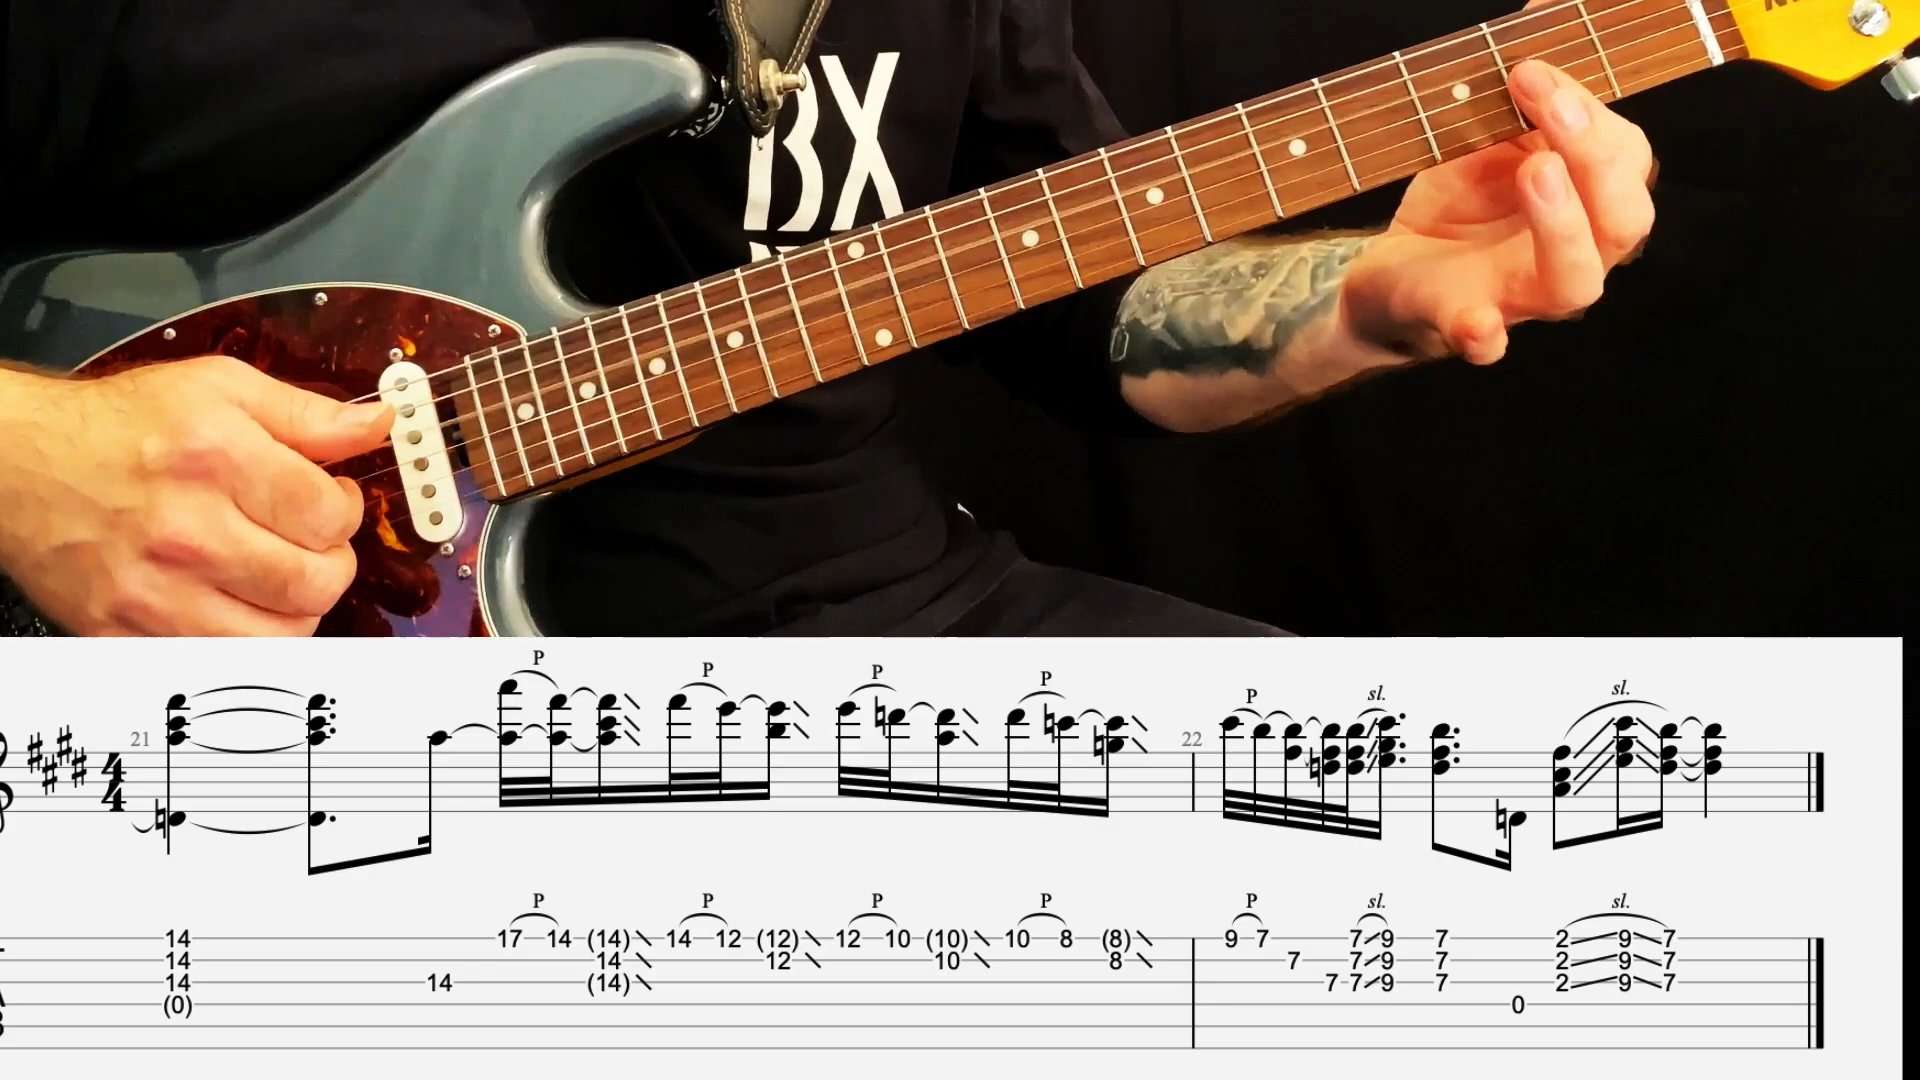 BX
P P P P P sl. sl.
21 4 4 22
P P P P P sl. sl.
14 17 14 (14) 14 12 (12) 12 10 (10) 10 8 (8) 9 7 7 9 7 2 9 7
14 14 12 10 8 7 7 9 7 2 9 7
14 14 (14) 7 7 9 7 2 9 7
(0) 0